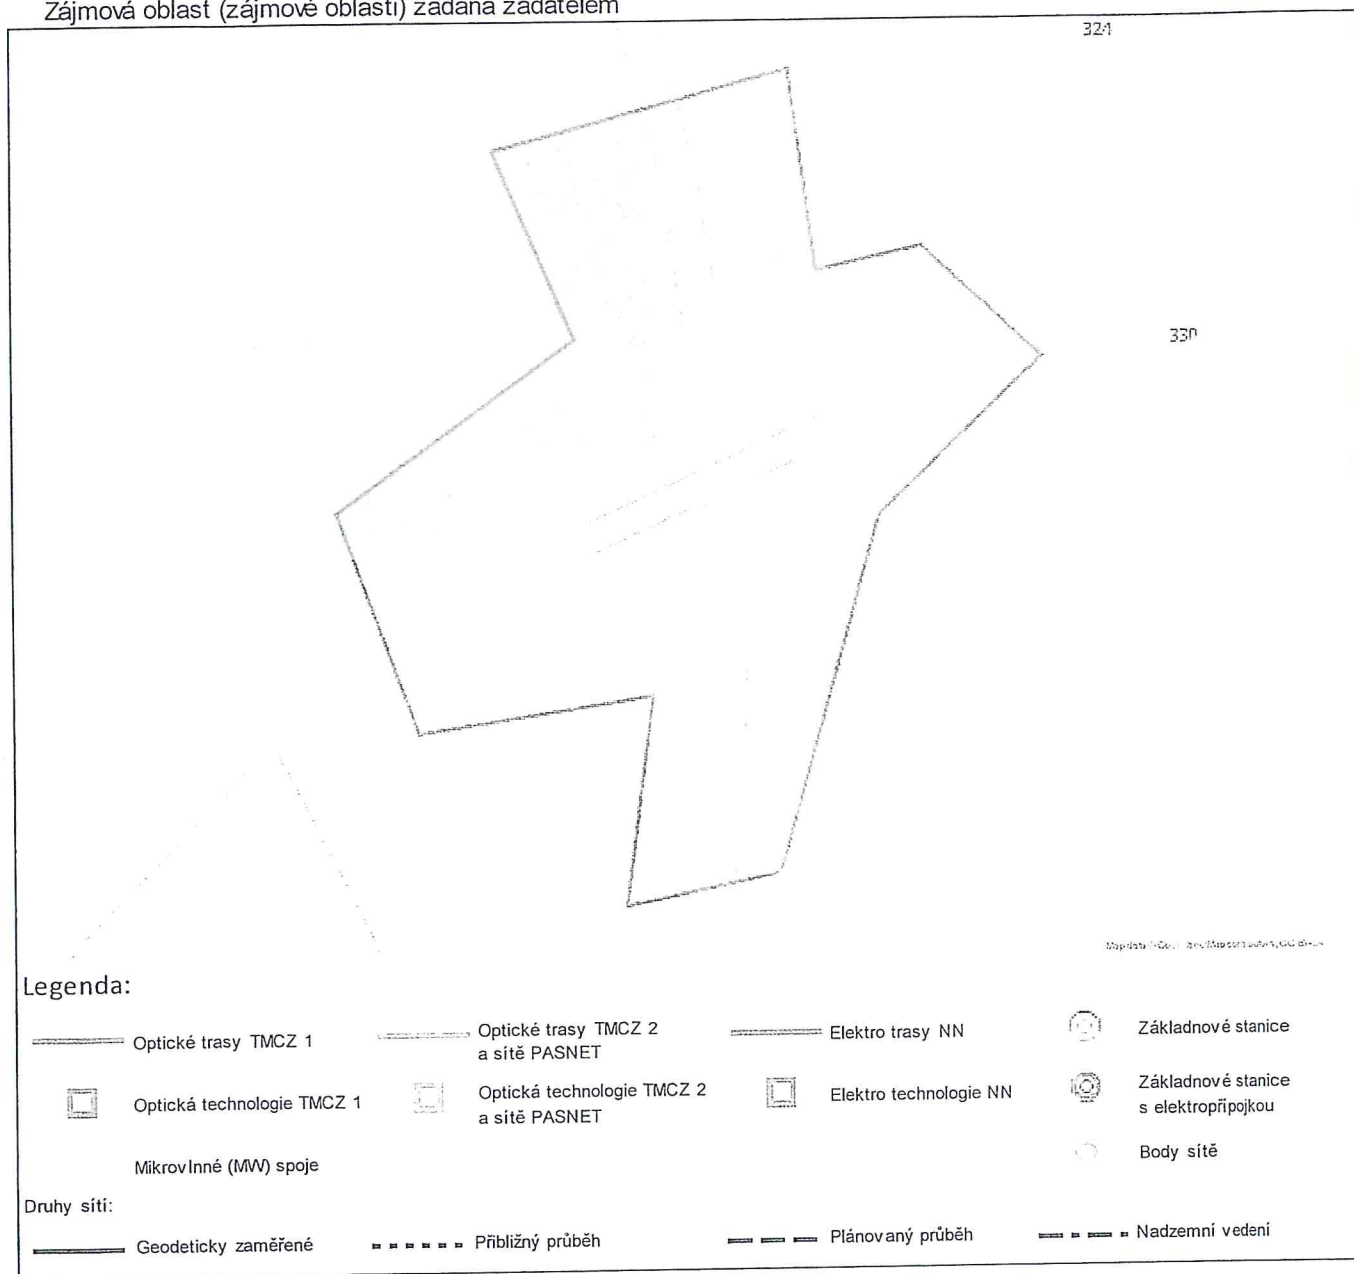 Zájmová oblast (zájmové oblasti) zadaná žadatelem
324
330
Legenda:
Optické trasy TMCZ 1
Optické trasy TMCZ 2
a sítě PASNET
Elektro trasy NN
Základnové stanice
Optická technologie TMCZ 1
Optická technologie TMCZ 2
a sítě PASNET
Elektro technologie NN
Základnové stanice
s elektropřípojkou
Mikrovlnné (MW) spoje
Body sítě
Druhy sítí:
Geodeticky zaměřené
Přibližný průběh
Plánovaný průběh
Nadzemní vedení